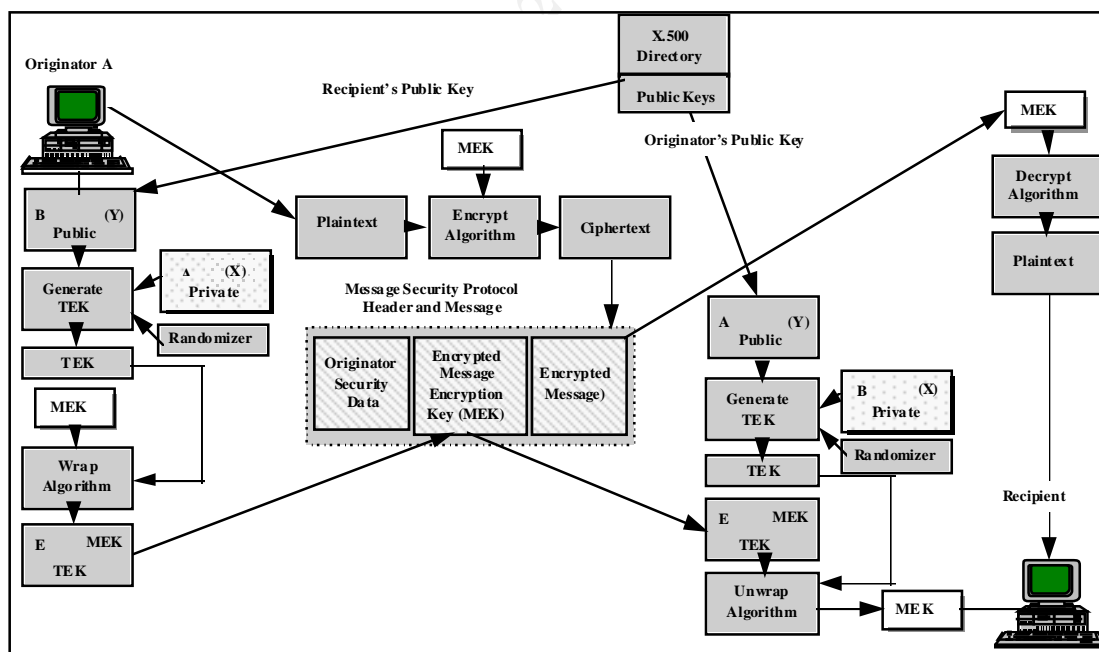 X.500
Directory
Public Keys
Originator A
Recipient's Public Key
Originator's Public Key
MEK
MEK
B (Y)
Public
Plaintext
Encrypt
Algorithm
Ciphertext
Decrypt
Algorithm
Plaintext
Generate
TEK
A (X)
Private
Randomizer
TEK
MEK
Wrap
Algorithm
E MEK
TEK
Message Security Protocol
Header and Message
Originator
Security
Data
Encrypted
Message
Encryption
Key (MEK)
Encrypted
Message)
A (Y)
Public
Generate
TEK
B (X)
Private
Randomizer
TEK
E MEK
TEK
Unwrap
Algorithm
MEK
Recipient